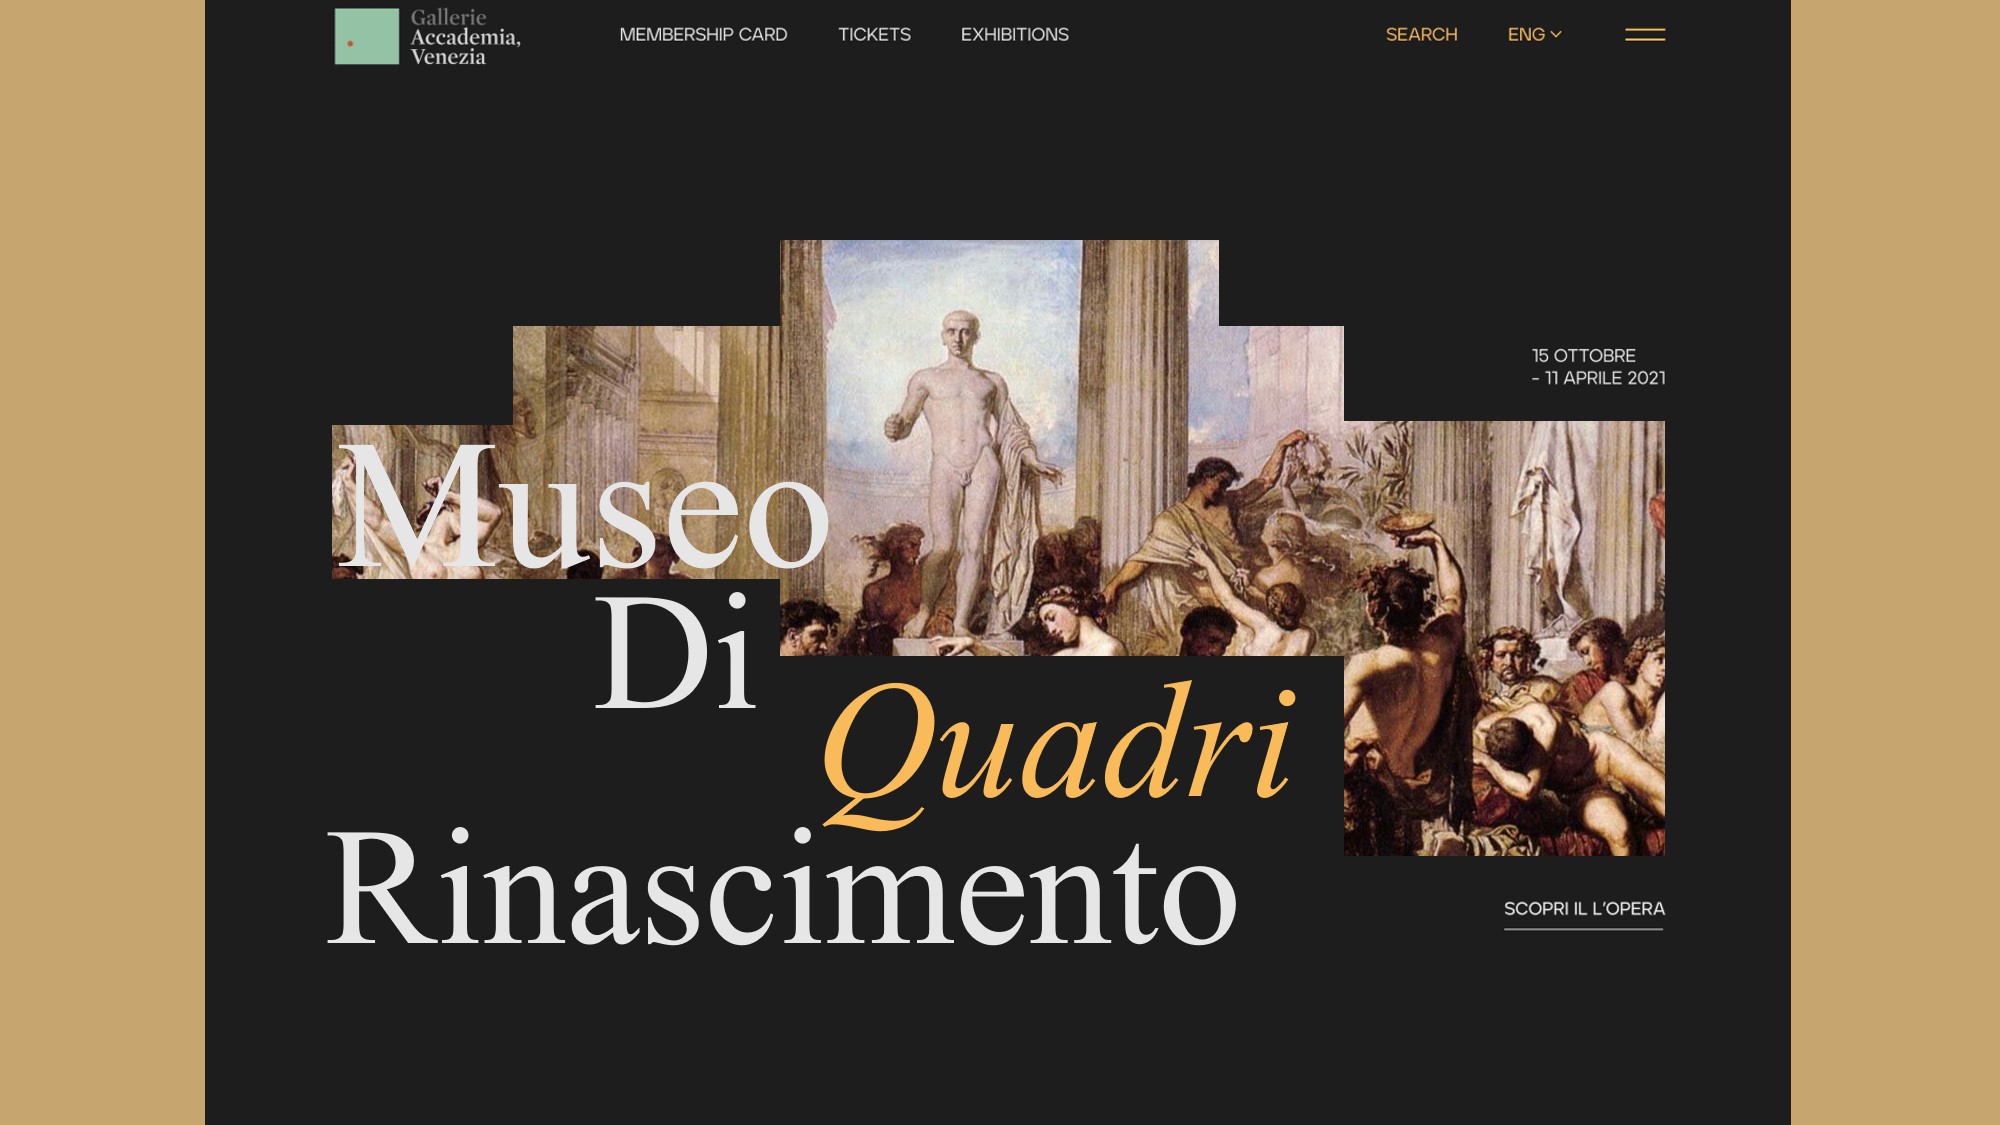 Gallerie
Accademia,
Venezia
MEMBERSHIP CARD
TICKETS
EXHIBITIONS
SEARCH
ENG
15 OTTOBRE
- 11 APRILE 2021
Museo
Di
Quadri
Rinascimento
SCOPRI IL L'OPERA